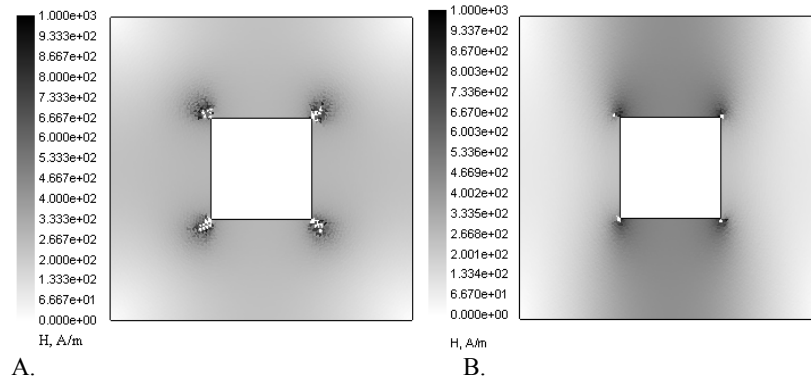 1.000e+03
9.333e+02
8.667e+02
8.000e+02
7.333e+02
6.667e+02
6.000e+02
5.333e+02
4.667e+02
4.000e+02
3.333e+02
2.667e+02
2.000e+02
1.333e+02
6.667e+01
0.000e+00
H, A/m
A.
1.000e+03
9.337e+02
8.670e+02
8.003e+02
7.336e+02
6.670e+02
6.003e+02
5.336e+02
4.669e+02
4.002e+02
3.335e+02
2.668e+02
2.001e+02
1.334e+02
6.670e+01
0.000e+00
H, A/m
B.